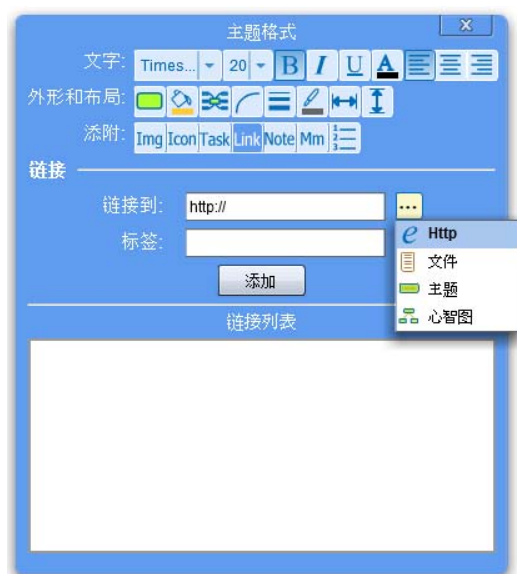 主题格式
文字: Times... 20 B I U A
外形和布局:
添附: Img Icon Task Link Note Mm
链接
链接到: http:// ...
标签:
Http
文件
主题
心智图
添加
链接列表